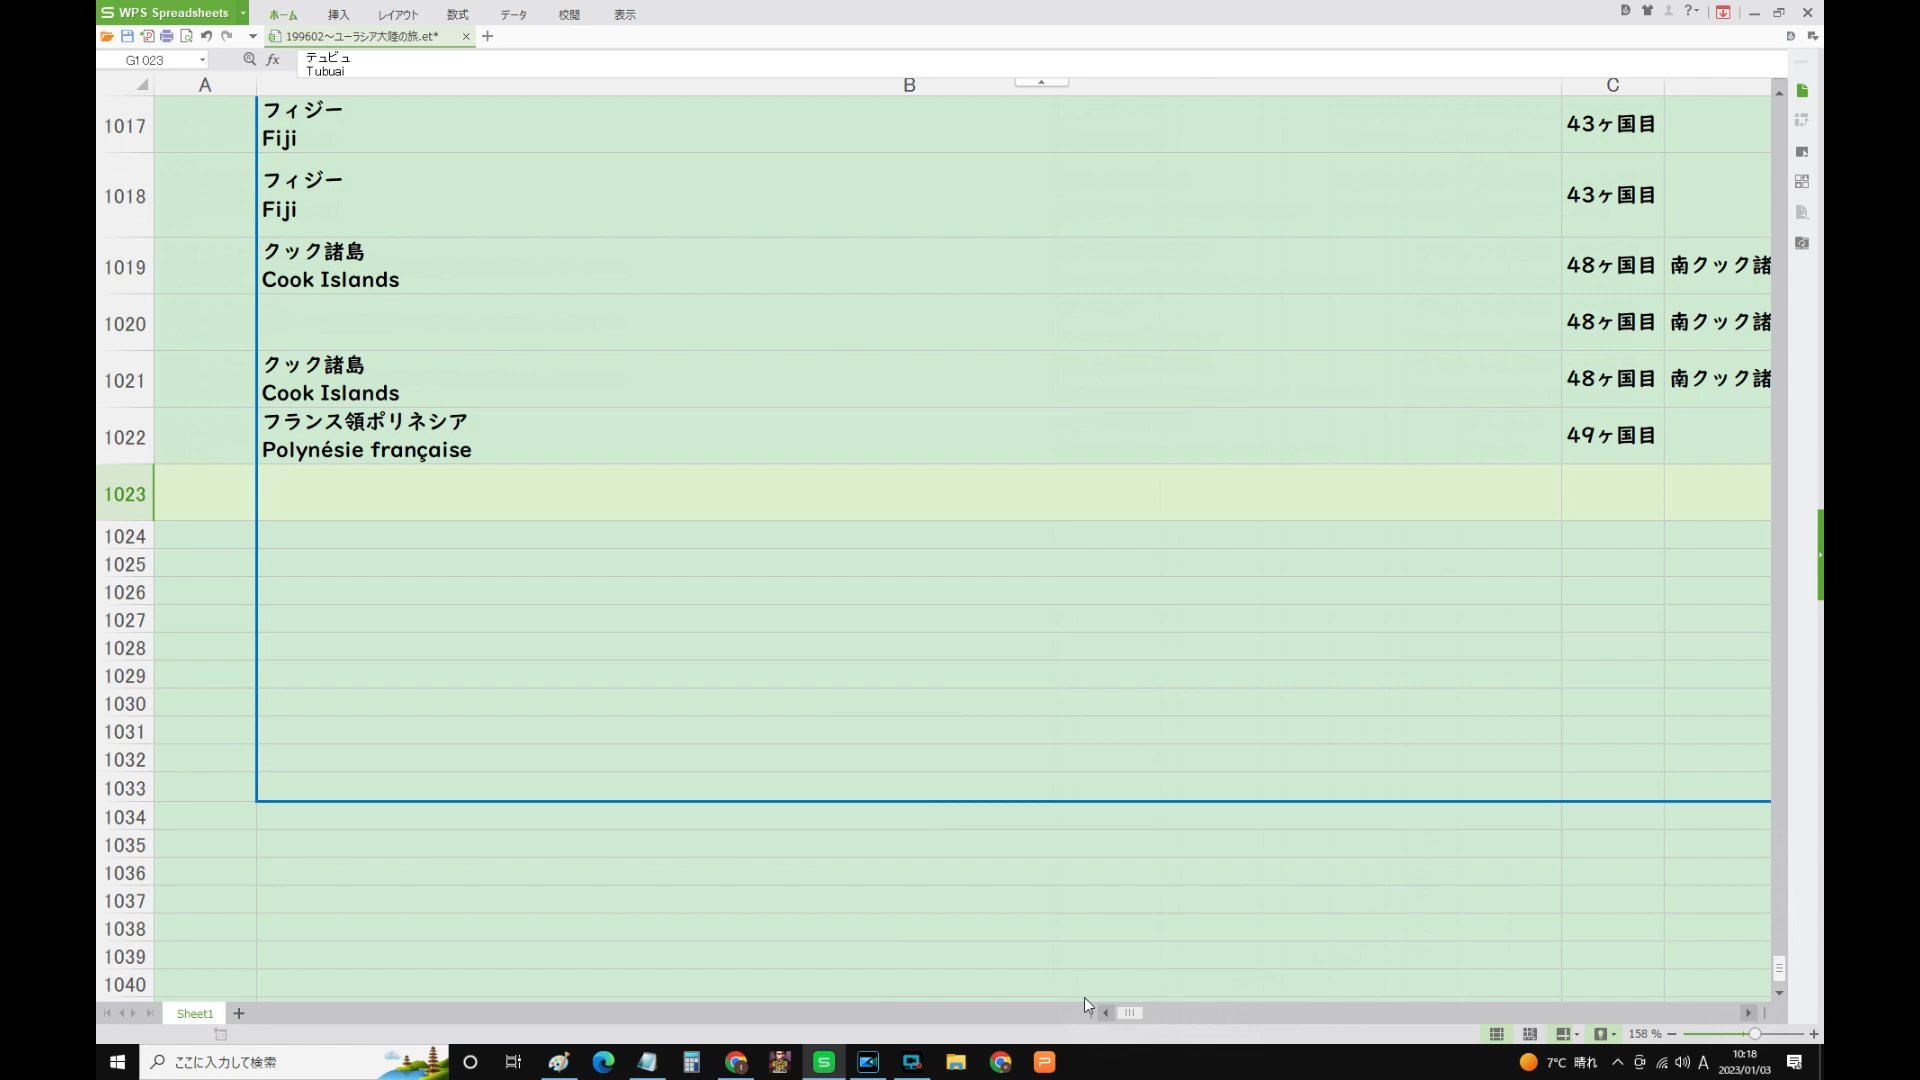 WPS Spreadsheets
ホーム
挿入
レイアウト
数式
データ
校閲
表示
199602～ユーラシア大陸の旅.et*
G1023
fx
テュビュ
Tubuai
A
B
C
1017
フィジー
Fiji
43ヶ国目
1018
フィジー
Fiji
43ヶ国目
1019
クック諸島
Cook Islands
48ヶ国目
南クック諸
1020
48ヶ国目
南クック諸
1021
クック諸島
Cook Islands
48ヶ国目
南クック諸
1022
フランス領ポリネシア
Polynésie française
49ヶ国目
1023
1024
1025
1026
1027
1028
1029
1030
1031
1032
1033
1034
1035
1036
1037
1038
1039
1040
Sheet1
158 %
ここに入力して検索
7°C 晴れ
A
10:18
2023/01/03